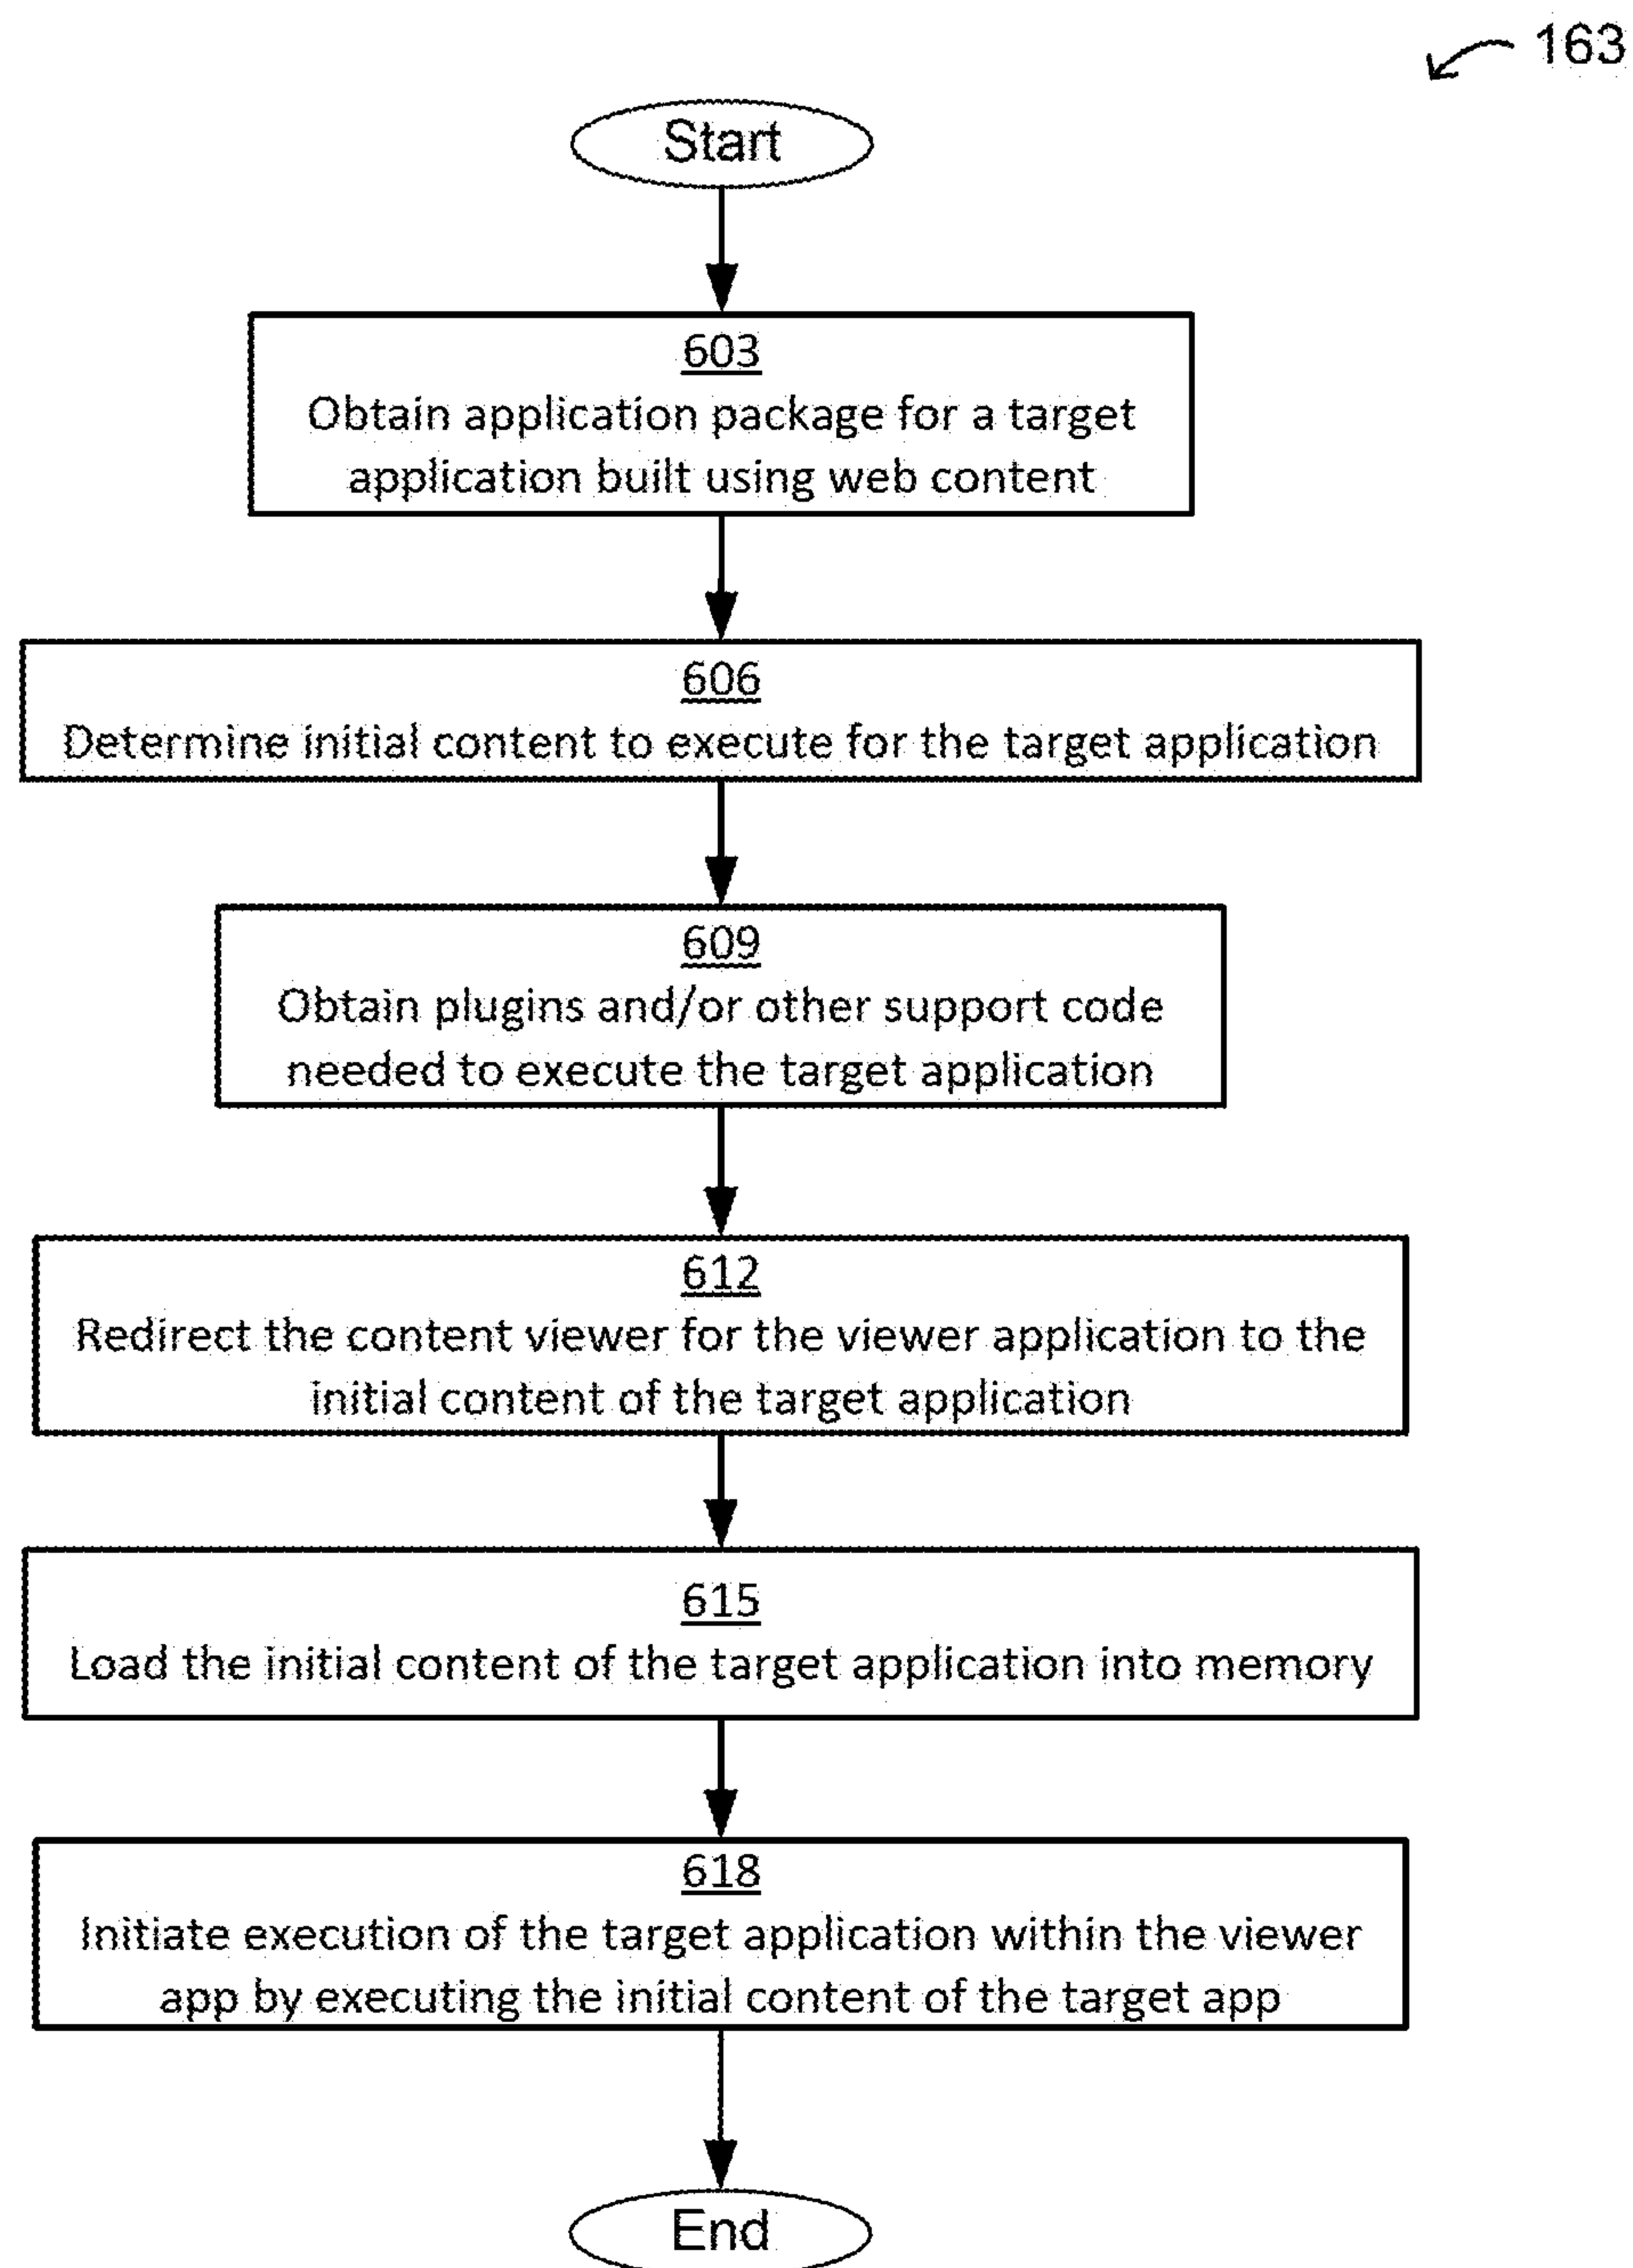 163
Start
603
Obtain application package for a target
application built using web content
606
Determine initial content to execute for the target application
609
Obtain plugins and/or other support code
needed to execute the target application
612
Redirect the content viewer for the viewer application to the
initial content of the target application
615
Load the initial content of the target application into memory
618
Initiate execution of the target application within the viewer
app by executing the initial content of the target app
End